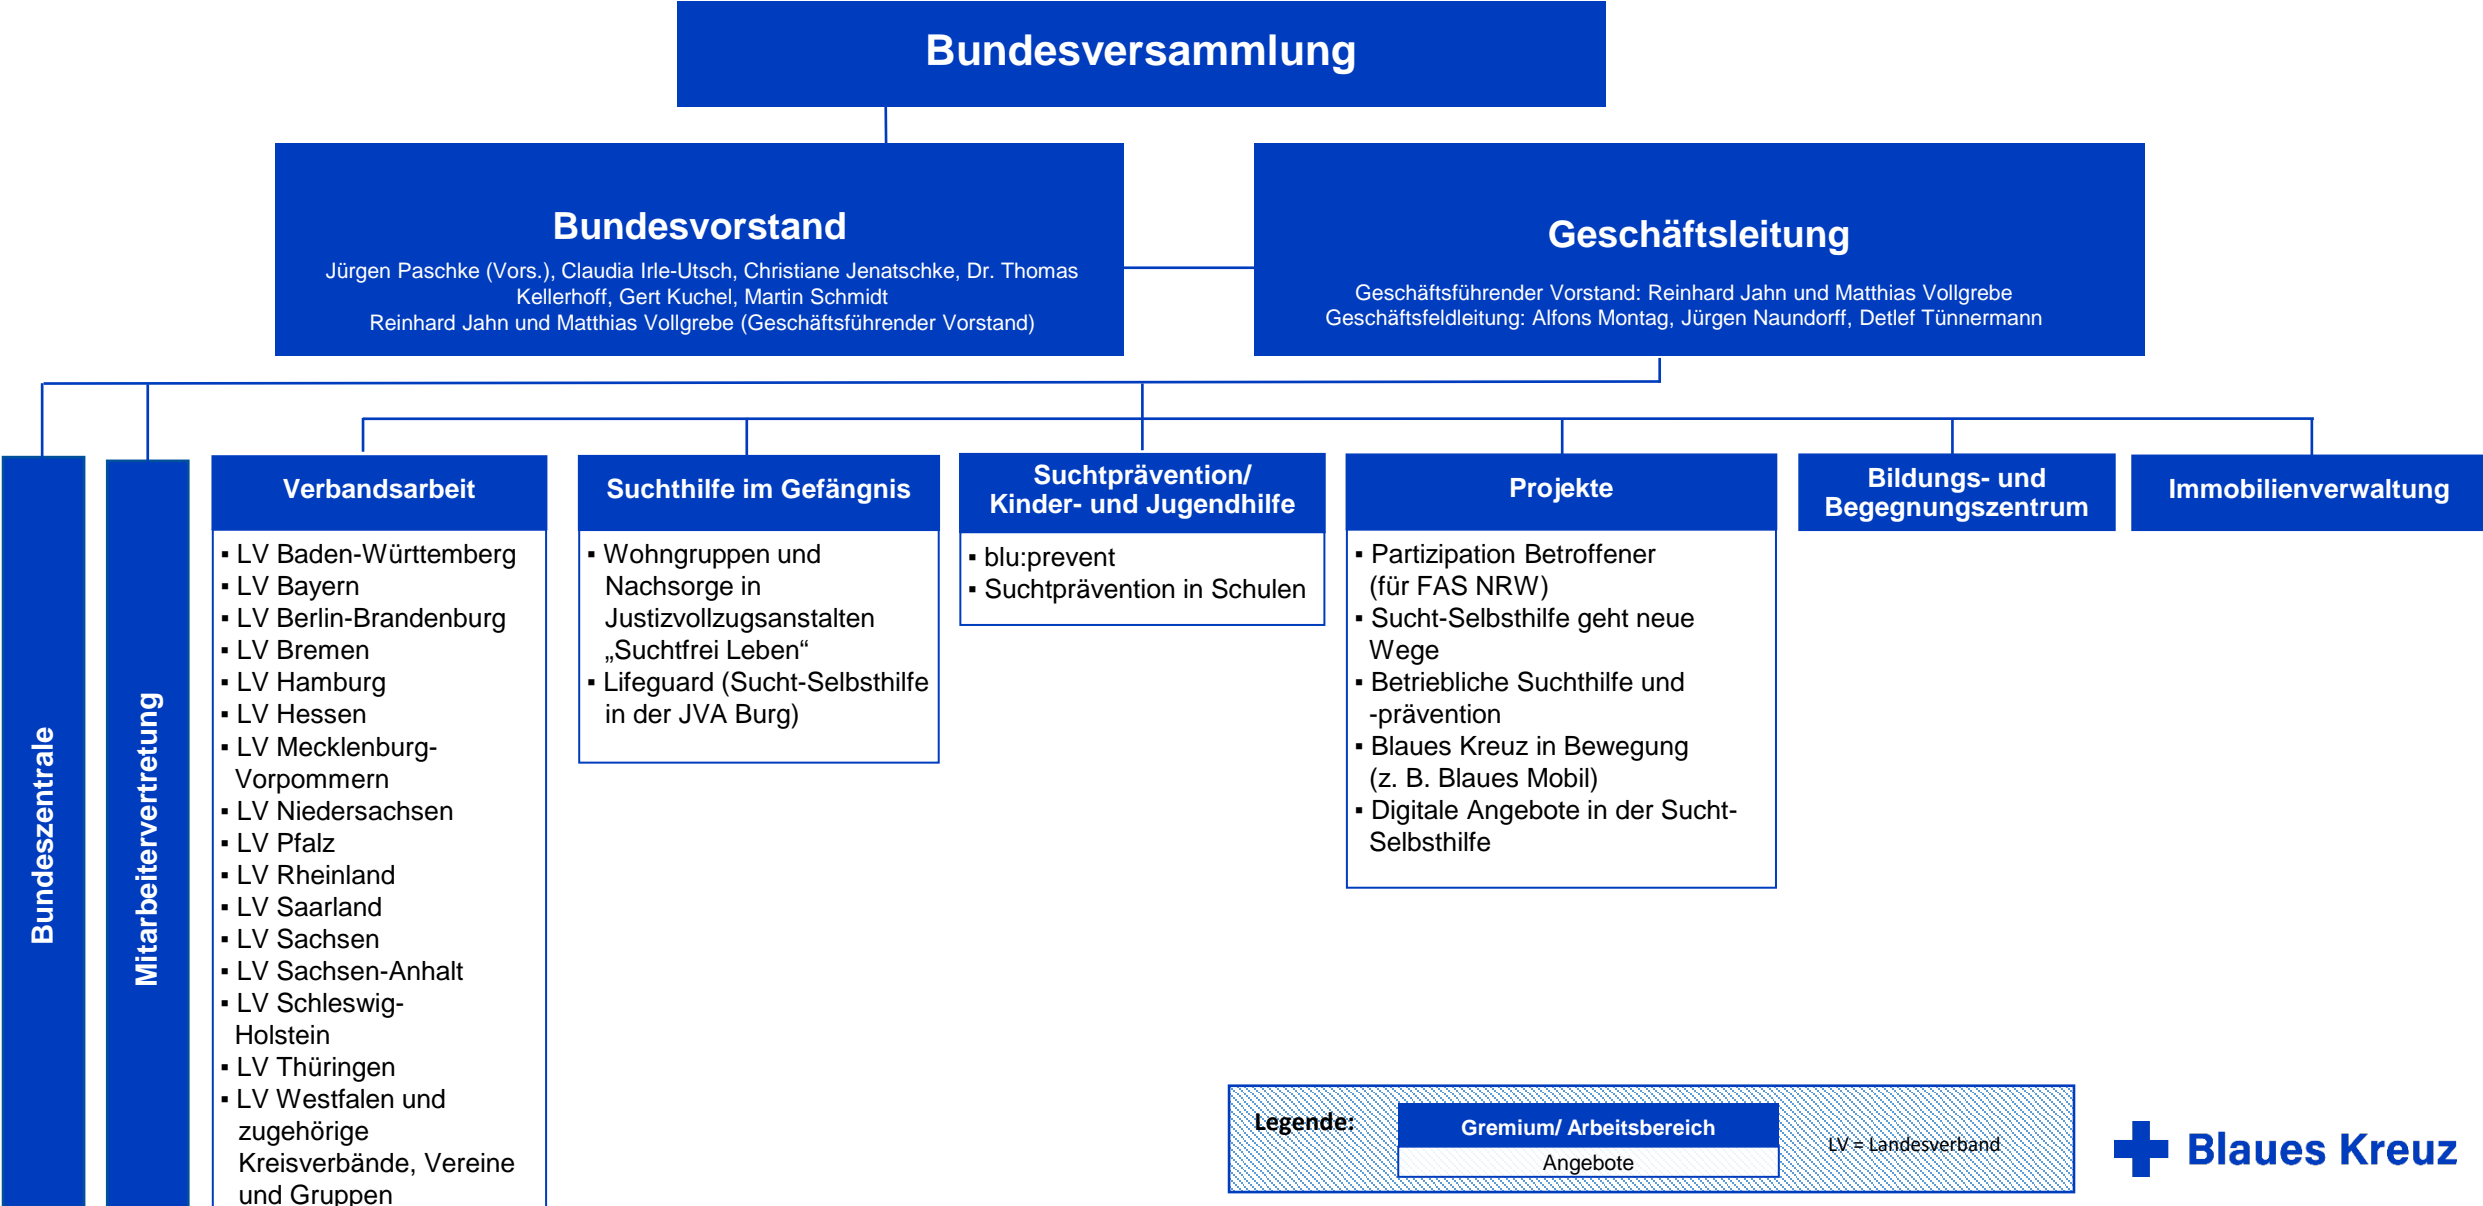 Bundesversammlung
Bundesvorstand
Jürgen Paschke (Vors.), Claudia Irle-Utsch, Christiane Jenatschke, Dr. Thomas
Kellerhoff, Gert Kuchel, Martin Schmidt
Reinhard Jahn und Matthias Vollgrebe (Geschäftsführender Vorstand)
Geschäftsleitung
Geschäftsführender Vorstand: Reinhard Jahn und Matthias Vollgrebe
Geschäftsfeldleitung: Alfons Montag, Jürgen Naundorff, Detlef Tünnermann
Bundeszentrale
Mitarbeitervertretung
Verbandsarbeit
▪ LV Baden-Württemberg
▪ LV Bayern
▪ LV Berlin-Brandenburg
▪ LV Bremen
▪ LV Hamburg
▪ LV Hessen
▪ LV Mecklenburg-
Vorpommern
▪ LV Niedersachsen
▪ LV Pfalz
▪ LV Rheinland
▪ LV Saarland
▪ LV Sachsen
▪ LV Sachsen-Anhalt
▪ LV Schleswig-
Holstein
▪ LV Thüringen
▪ LV Westfalen und
zugehörige
Kreisverbände, Vereine
und Gruppen
Suchthilfe im Gefängnis
▪ Wohngruppen und
Nachsorge in
Justizvollzugsanstalten
„Suchtfrei Leben“
▪ Lifeguard (Sucht-Selbsthilfe
in der JVA Burg)
Suchtprävention/
Kinder- und Jugendhilfe
▪ blu:prevent
▪ Suchtprävention in Schulen
Projekte
▪ Partizipation Betroffener
(für FAS NRW)
▪ Sucht-Selbsthilfe geht neue
Wege
▪ Betriebliche Suchthilfe und
-prävention
▪ Blaues Kreuz in Bewegung
(z. B. Blaues Mobil)
▪ Digitale Angebote in der Sucht-
Selbsthilfe
Bildungs- und
Begegnungszentrum
Immobilienverwaltung
Legende:
Gremium/ Arbeitsbereich
Angebote
LV = Landesverband
Blaues Kreuz